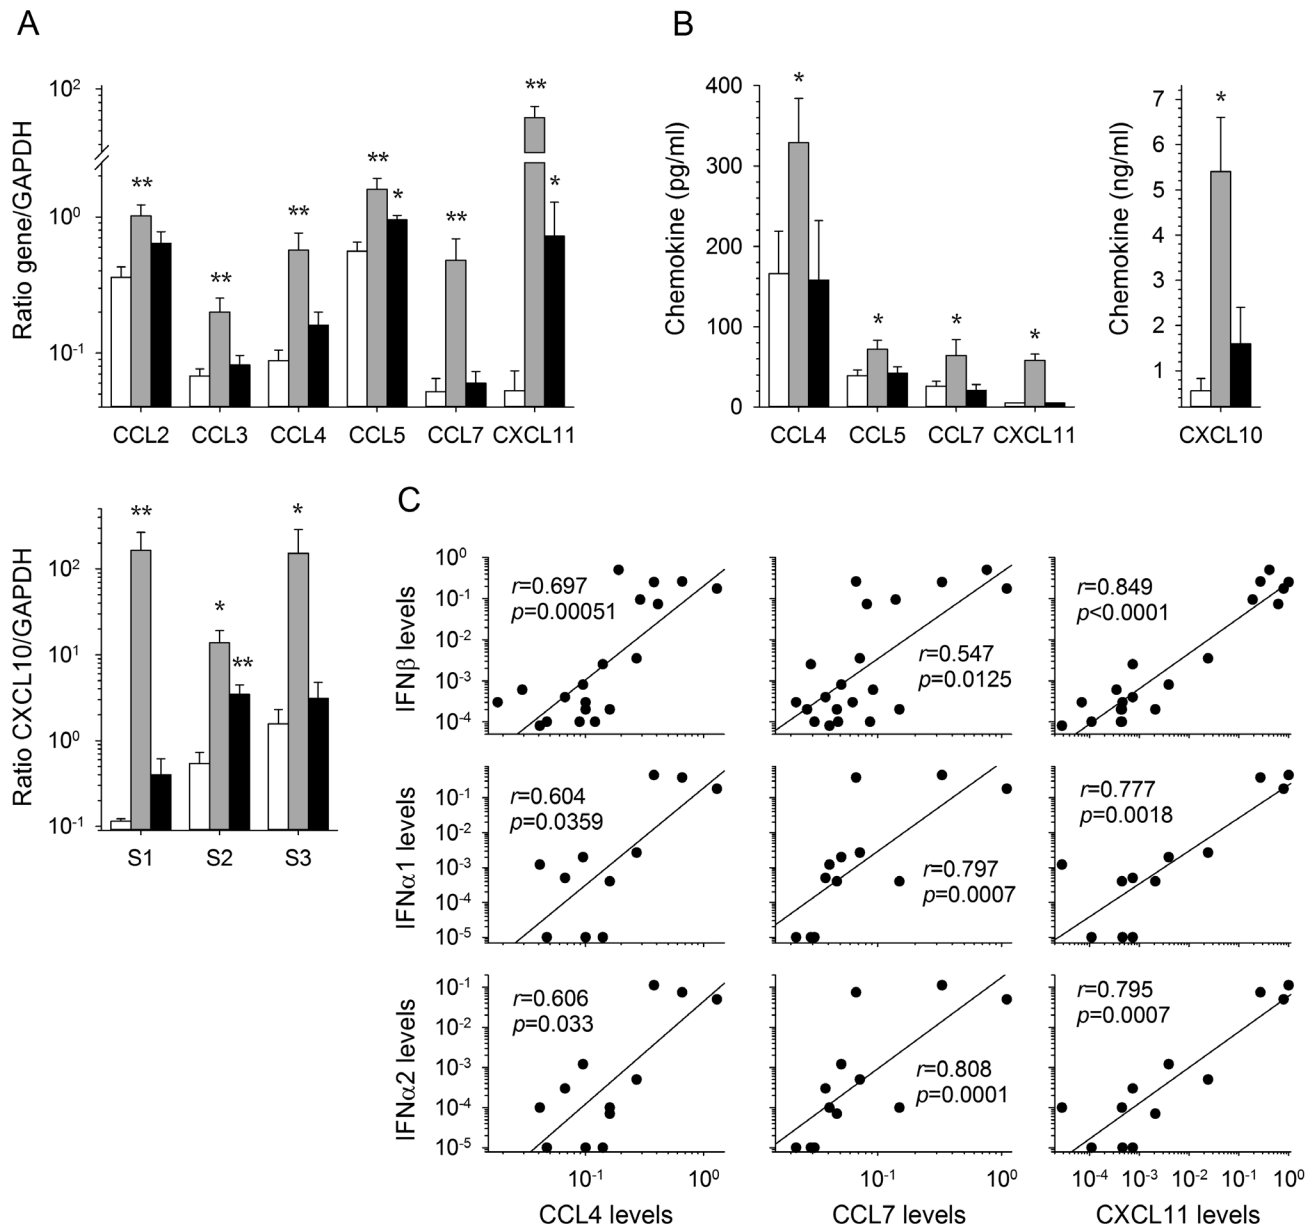 A
B
10²
10⁰
10⁻¹
Ratio gene/GAPDH
**
**
**
**
*
**
**
*
CCL2 CCL3 CCL4 CCL5 CCL7 CXCL11
400
300
200
100
0
Chemokine (pg/ml)
*
*
*
*
CCL4 CCL5 CCL7 CXCL11
7
6
5
4
3
2
1
Chemokine (ng/ml)
*
CXCL10
10²
10¹
10⁰
10⁻¹
Ratio CXCL10/GAPDH
**
*
**
*
S1 S2 S3
C
10⁰
10⁻¹
10⁻²
10⁻³
10⁻⁴
IFNβ levels
r=0.697
p=0.00051
r=0.547
p=0.0125
r=0.849
p<0.0001
10⁻¹
10⁻²
10⁻³
10⁻⁴
10⁻⁵
IFNα1 levels
r=0.604
p=0.0359
r=0.797
p=0.0007
r=0.777
p=0.0018
10⁻¹
10⁻²
10⁻³
10⁻⁴
10⁻⁵
IFNα2 levels
r=0.606
p=0.033
r=0.808
p=0.0001
r=0.795
p=0.0007
10⁻¹ 10⁰
10⁻¹ 10⁰
10⁻⁴ 10⁻³ 10⁻² 10⁻¹ 10⁰
CCL4 levels
CCL7 levels
CXCL11 levels